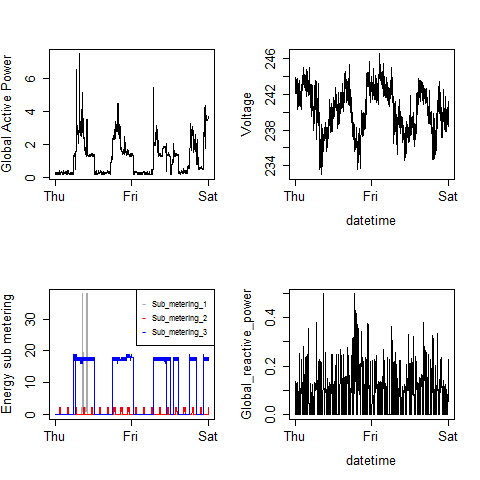 Global Active Power
0 2 4 6
Thu Fri Sat
Voltage
234 238 242 246
Thu Fri Sat
datetime
Energy sub metering
0 10 20 30
Sub_metering_1
Sub_metering_2
Sub_metering_3
Thu Fri Sat
Global_reactive_power
0.0 0.2 0.4
Thu Fri Sat
datetime